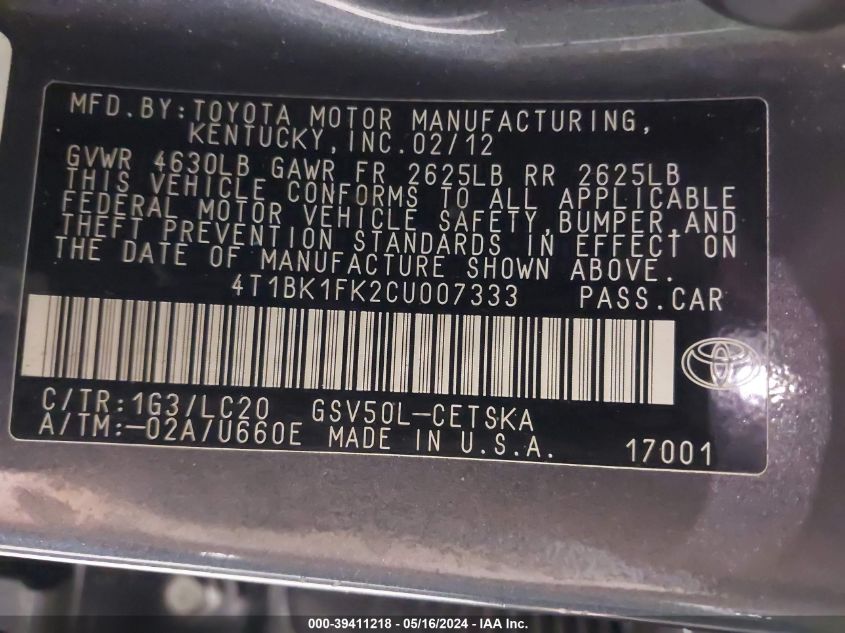 MFD.BY:TOYOTA MOTOR MANUFACTURING,
KENTUCKY,INC.02/12
GVWR 4630LB GAWR FR 2625LB RR 2625LB
THIS VEHICLE CONFORMS TO ALL APPLICABLE
FEDERAL MOTOR VEHICLE SAFETY,BUMPER,AND
THEFT PREVENTION STANDARDS IN EFFECT ON
THE DATE OF MANUFACTURE SHOWN ABOVE.
4T1BK1FK2CU007333 PASS.CAR
C/TR:1G3/LC20 GSV50L-CETSKA
A/TM:-02A/U660E MADE IN U.S.A. 17001
000-39411218 - 05/16/2024 - IAA Inc.